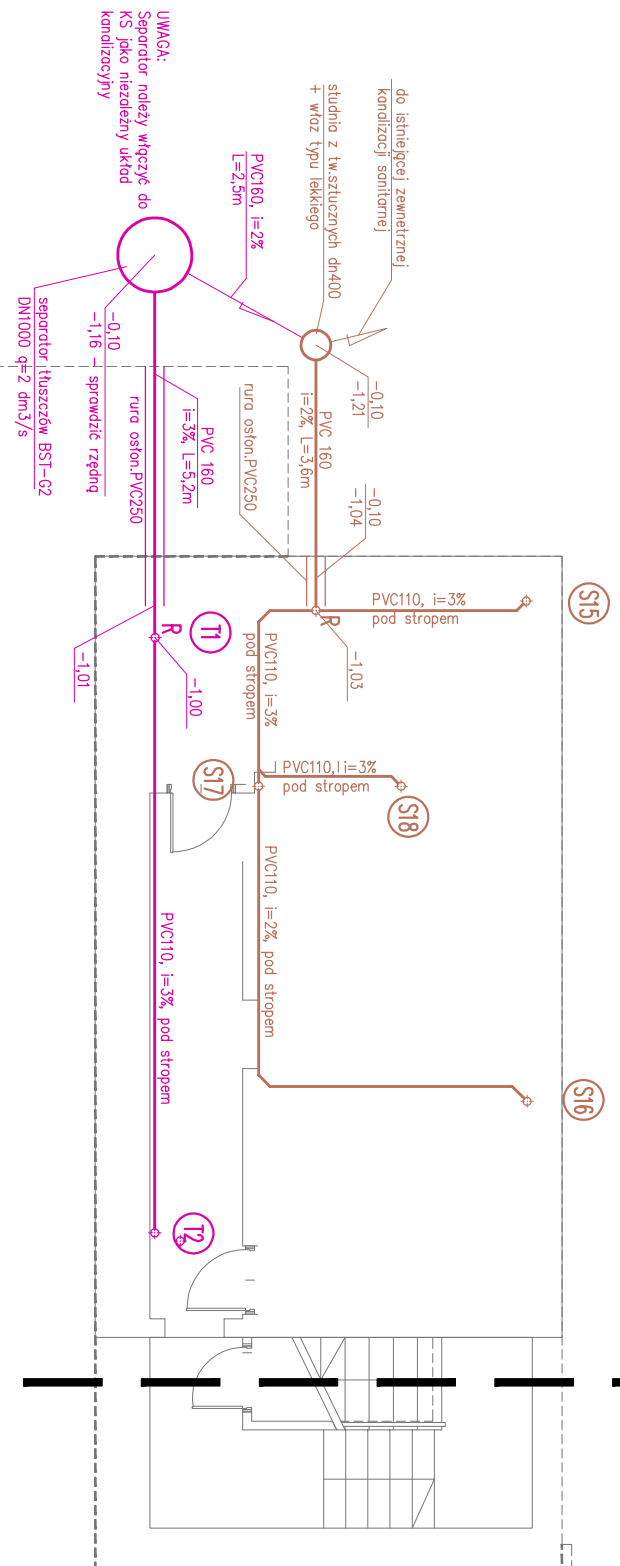 do istniejącej zewnetrznej
kanalizacji sanitarnej
studnia z tw.sztucznych dn400
+ właz typu lekkiego
PVC160, i=2%
L=2,5m
UWAGA:
Separator należy włączyć do
KS jako niezależny układ
kanalizacyjny
-0,10
-1,21
PVC 160
i=2%, L=3,6m
-0,10
-1,04
rura osłon.PVC250
PVC 160
i=3%, L=5,2m
rura osłon.PVC250
-0,10
-1,16 - sprawdzić rzędną
separator tłuszczów BST-G2
DN1000 q=2 dm3/s
S15
PVC110, i=3%
pod stropem
R
-1,03
PVC110, i=3%
pod stropem
T1
R
-1,00
-1,01
S17
PVC110, i=3%
pod stropem
S18
PVC110, i=2%, pod stropem
S16
PVC110, i=3%, pod stropem
T2